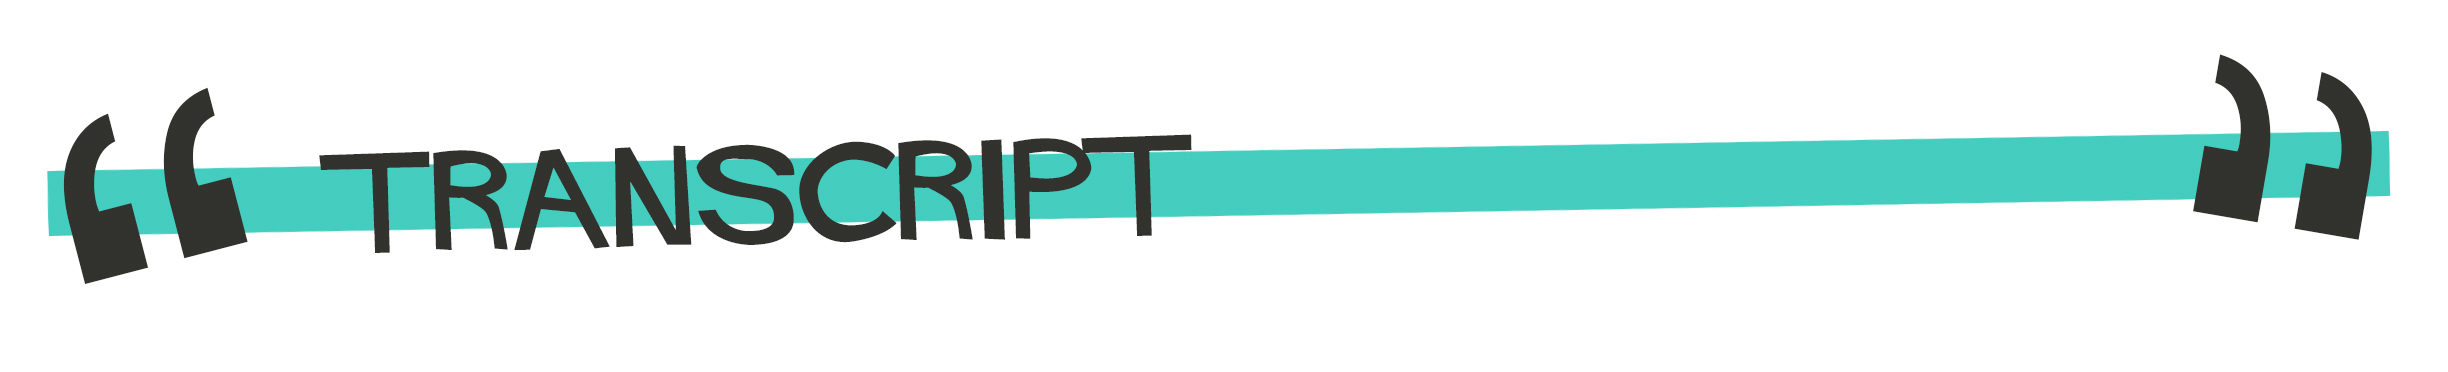 “ TRANSCRIPT ”